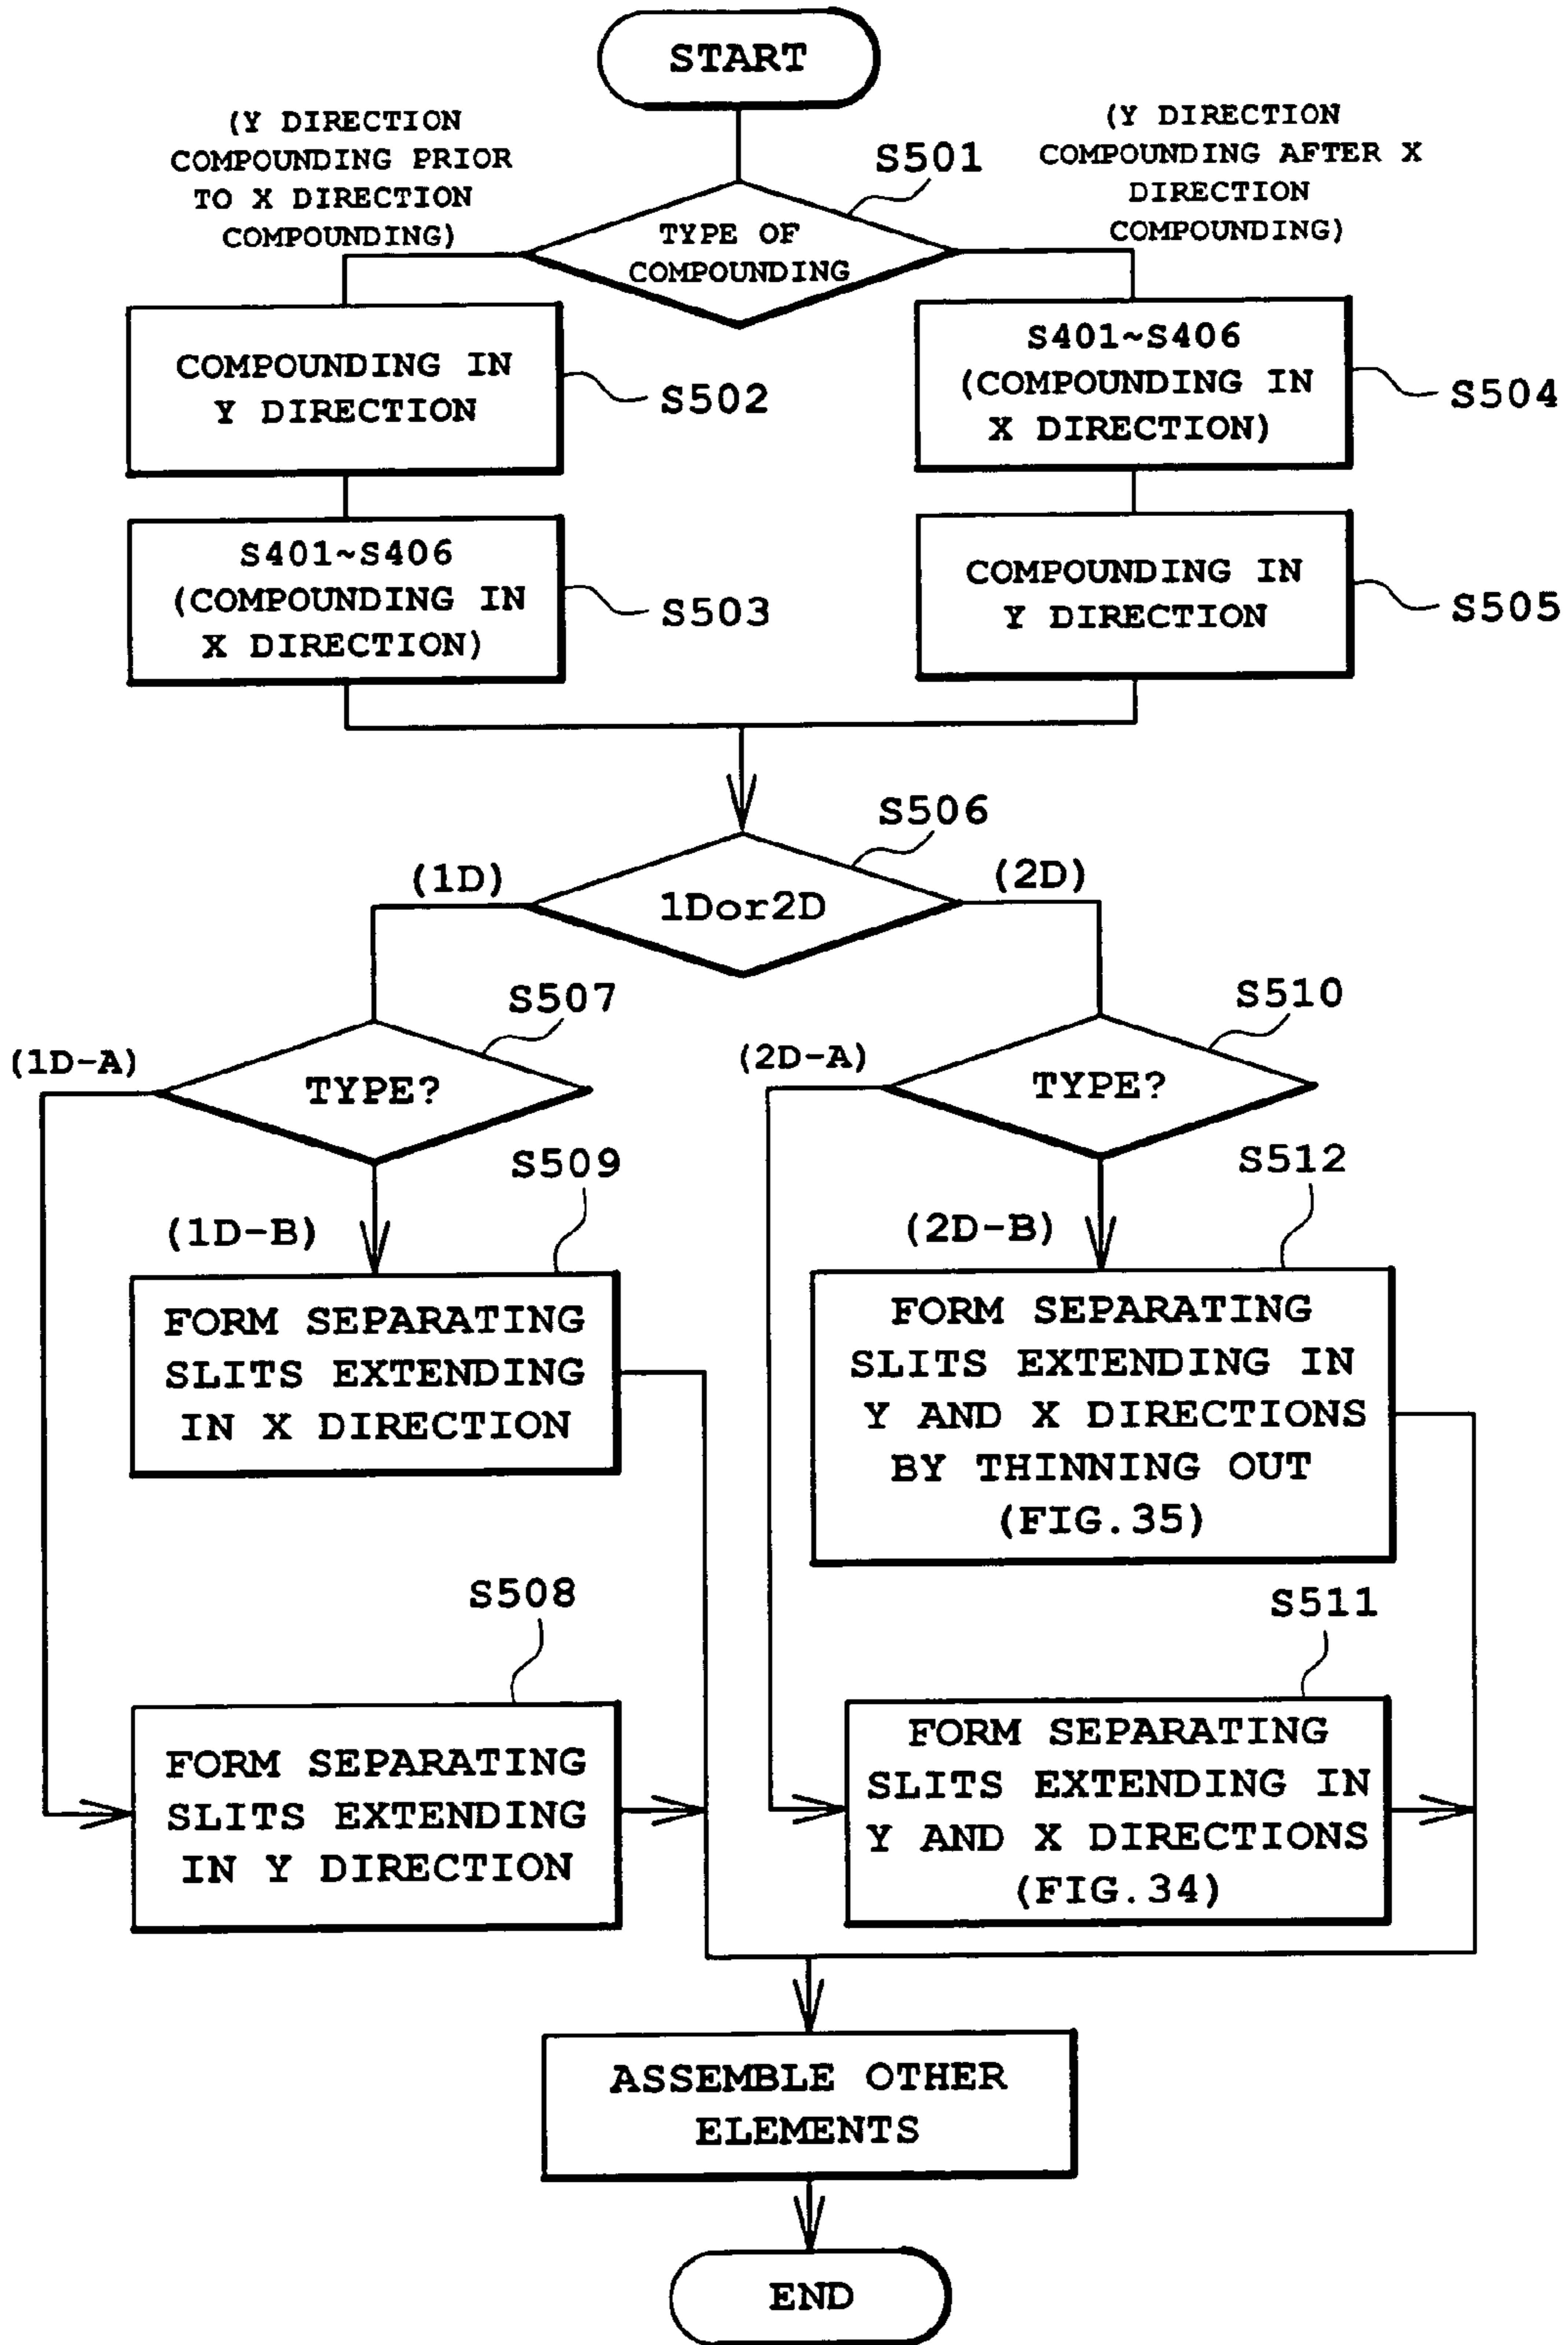 START
(Y DIRECTION
COMPOUNDING PRIOR
TO X DIRECTION
COMPOUNDING)
(Y DIRECTION
COMPOUNDING AFTER X
DIRECTION
COMPOUNDING)
S501
TYPE OF
COMPOUNDING
COMPOUNDING IN
Y DIRECTION
S502
S401~S406
(COMPOUNDING IN
X DIRECTION)
S504
S401~S406
(COMPOUNDING IN
X DIRECTION)
S503
COMPOUNDING IN
Y DIRECTION
S505
S506
(1D)
1Dor2D
(2D)
S507
(1D-A)
TYPE?
S510
(2D-A)
TYPE?
S509
(1D-B)
FORM SEPARATING
SLITS EXTENDING
IN X DIRECTION
S512
(2D-B)
FORM SEPARATING
SLITS EXTENDING IN
Y AND X DIRECTIONS
BY THINNING OUT
(FIG.35)
S508
FORM SEPARATING
SLITS EXTENDING
IN Y DIRECTION
S511
FORM SEPARATING
SLITS EXTENDING IN
Y AND X DIRECTIONS
(FIG.34)
ASSEMBLE OTHER
ELEMENTS
END